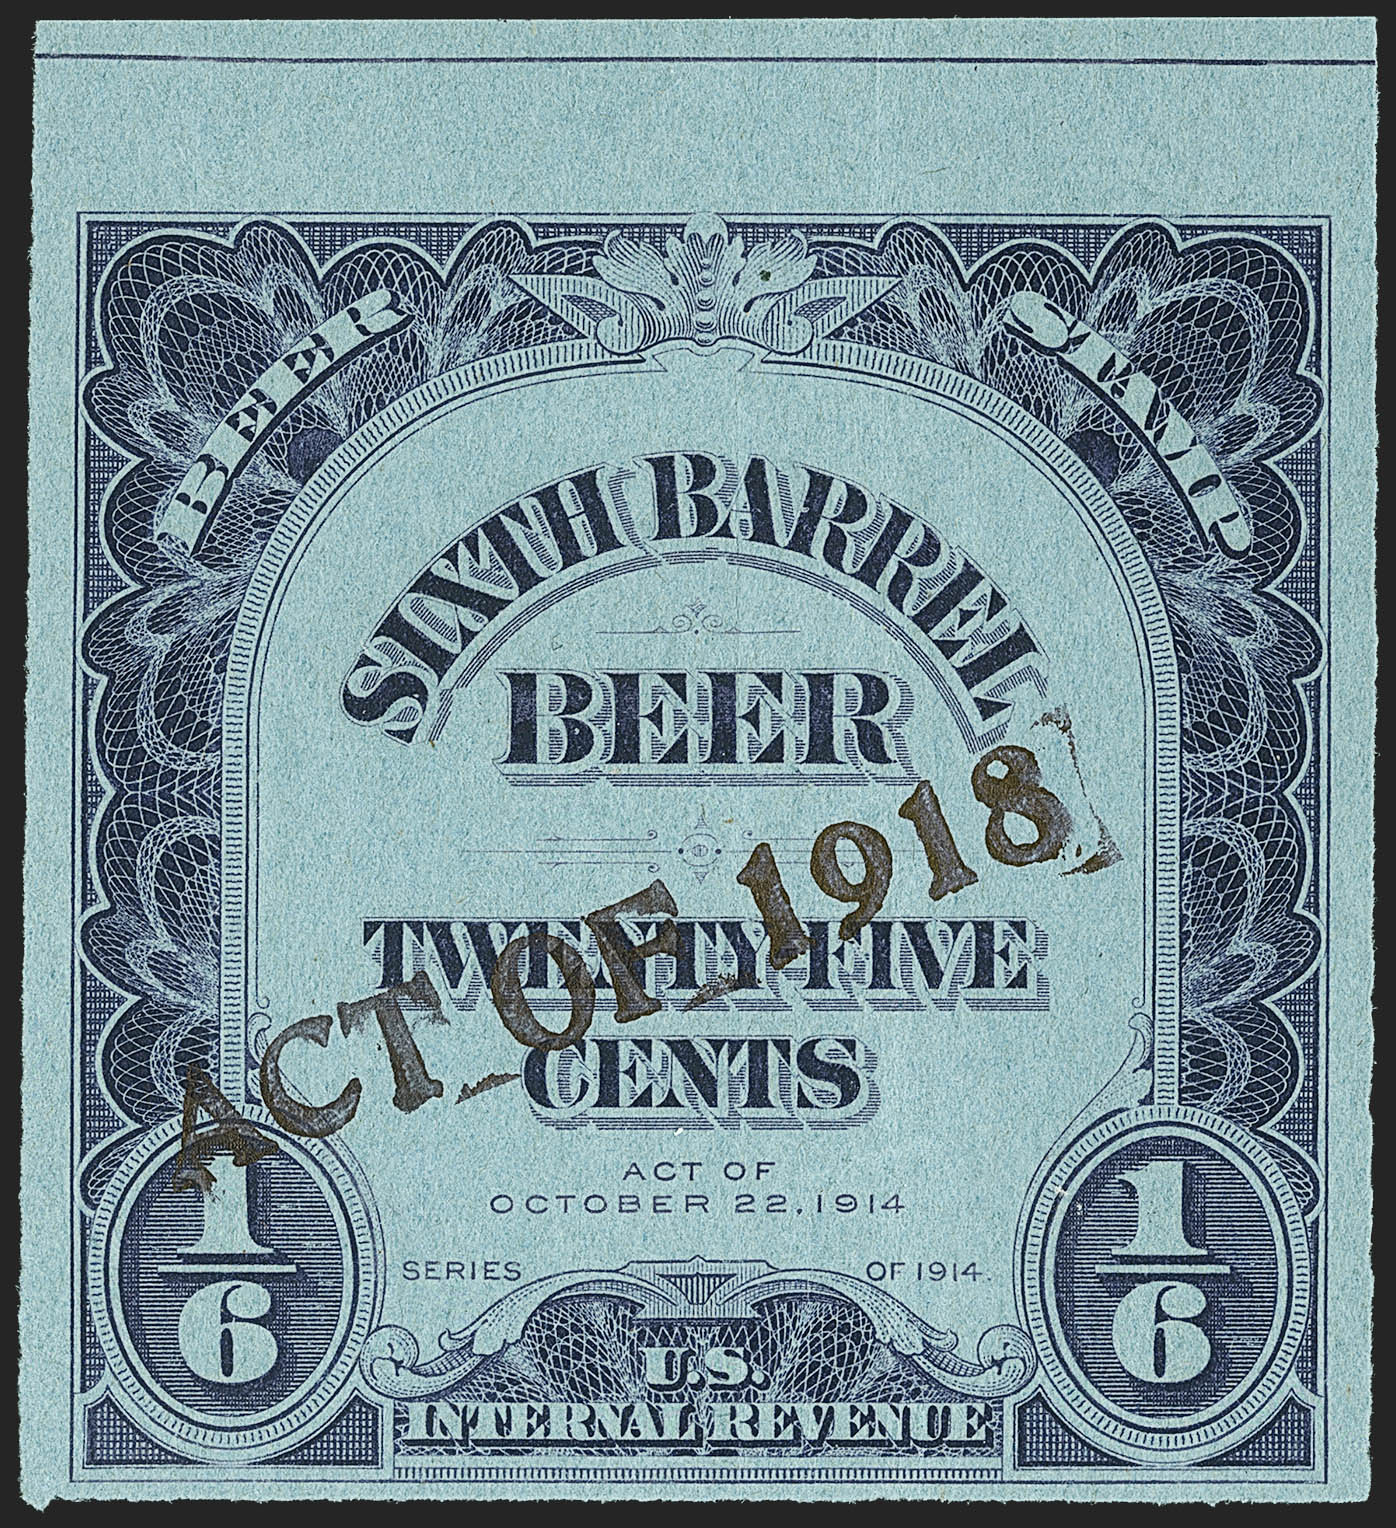 BEER STAMP
SIXTH BARREL
BEER
TWENTY FIVE
CENTS
ACT OF 1918
ACT OF
OCTOBER 22, 1914
SERIES OF 1914.
1/6 1/6
U.S.
INTERNAL REVENUE